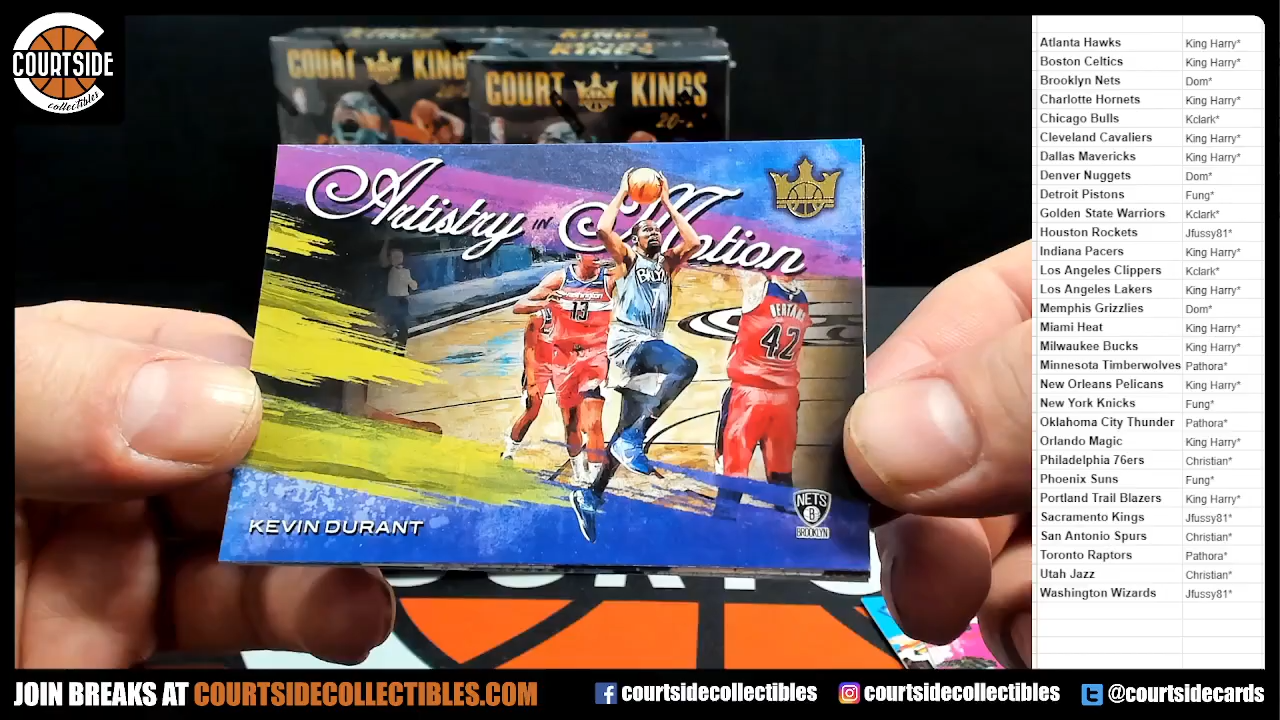 COURTSIDE
collectibles
KINGS
KINGS
COURT KINGS
COURT KINGS
Artistry IN Motion
BKLYN
7
Washington
13
BERTANS
42
KEVIN DURANT
NETS
B
BROOKLYN
Atlanta Hawks King Harry*
Boston Celtics King Harry*
Brooklyn Nets Dom*
Charlotte Hornets King Harry*
Chicago Bulls Kclark*
Cleveland Cavaliers King Harry*
Dallas Mavericks King Harry*
Denver Nuggets Dom*
Detroit Pistons Fung*
Golden State Warriors Kclark*
Houston Rockets Jfussy81*
Indiana Pacers King Harry*
Los Angeles Clippers Kclark*
Los Angeles Lakers King Harry*
Memphis Grizzlies Dom*
Miami Heat King Harry*
Milwaukee Bucks King Harry*
Minnesota Timberwolves Pathora*
New Orleans Pelicans King Harry*
New York Knicks Fung*
Oklahoma City Thunder Pathora*
Orlando Magic King Harry*
Philadelphia 76ers Christian*
Phoenix Suns Fung*
Portland Trail Blazers King Harry*
Sacramento Kings Jfussy81*
San Antonio Spurs Christian*
Toronto Raptors Pathora*
Utah Jazz Christian*
Washington Wizards Jfussy81*
JOIN BREAKS AT COURTSIDECOLLECTIBLES.COM
courtsidecollectibles
courtsidecollectibles
@courtsidecards